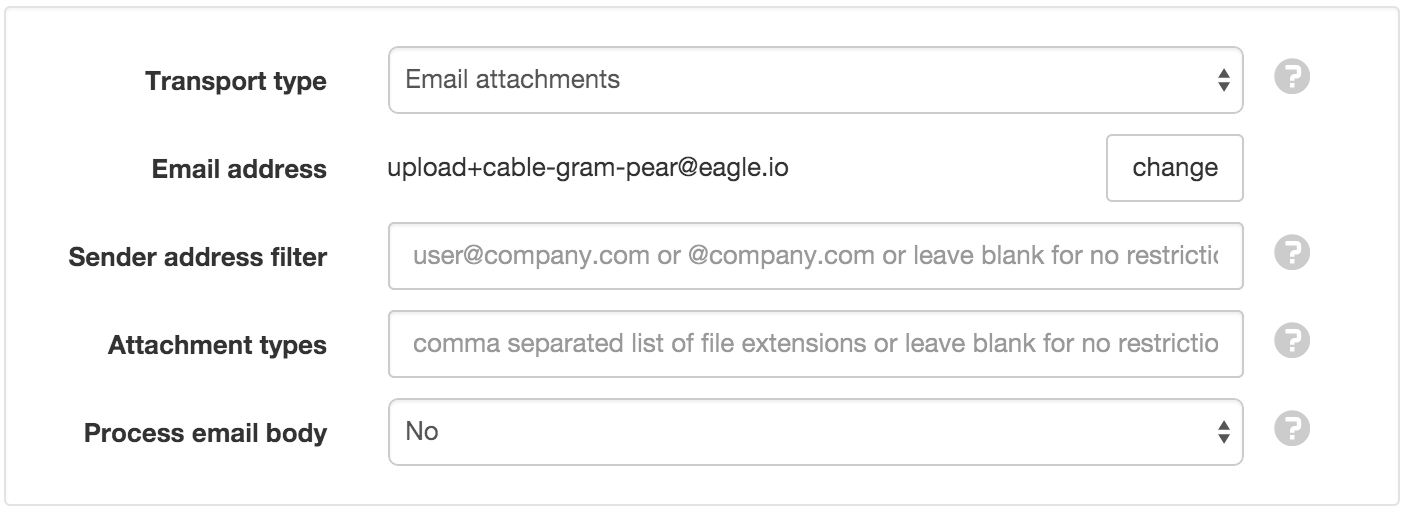 Transport type Email attachments ?
Email address upload+cable-gram-pear@eagle.io change
Sender address filter user@company.com or @company.com or leave blank for no restrictic ?
Attachment types comma separated list of file extensions or leave blank for no restrictio ?
Process email body No ?